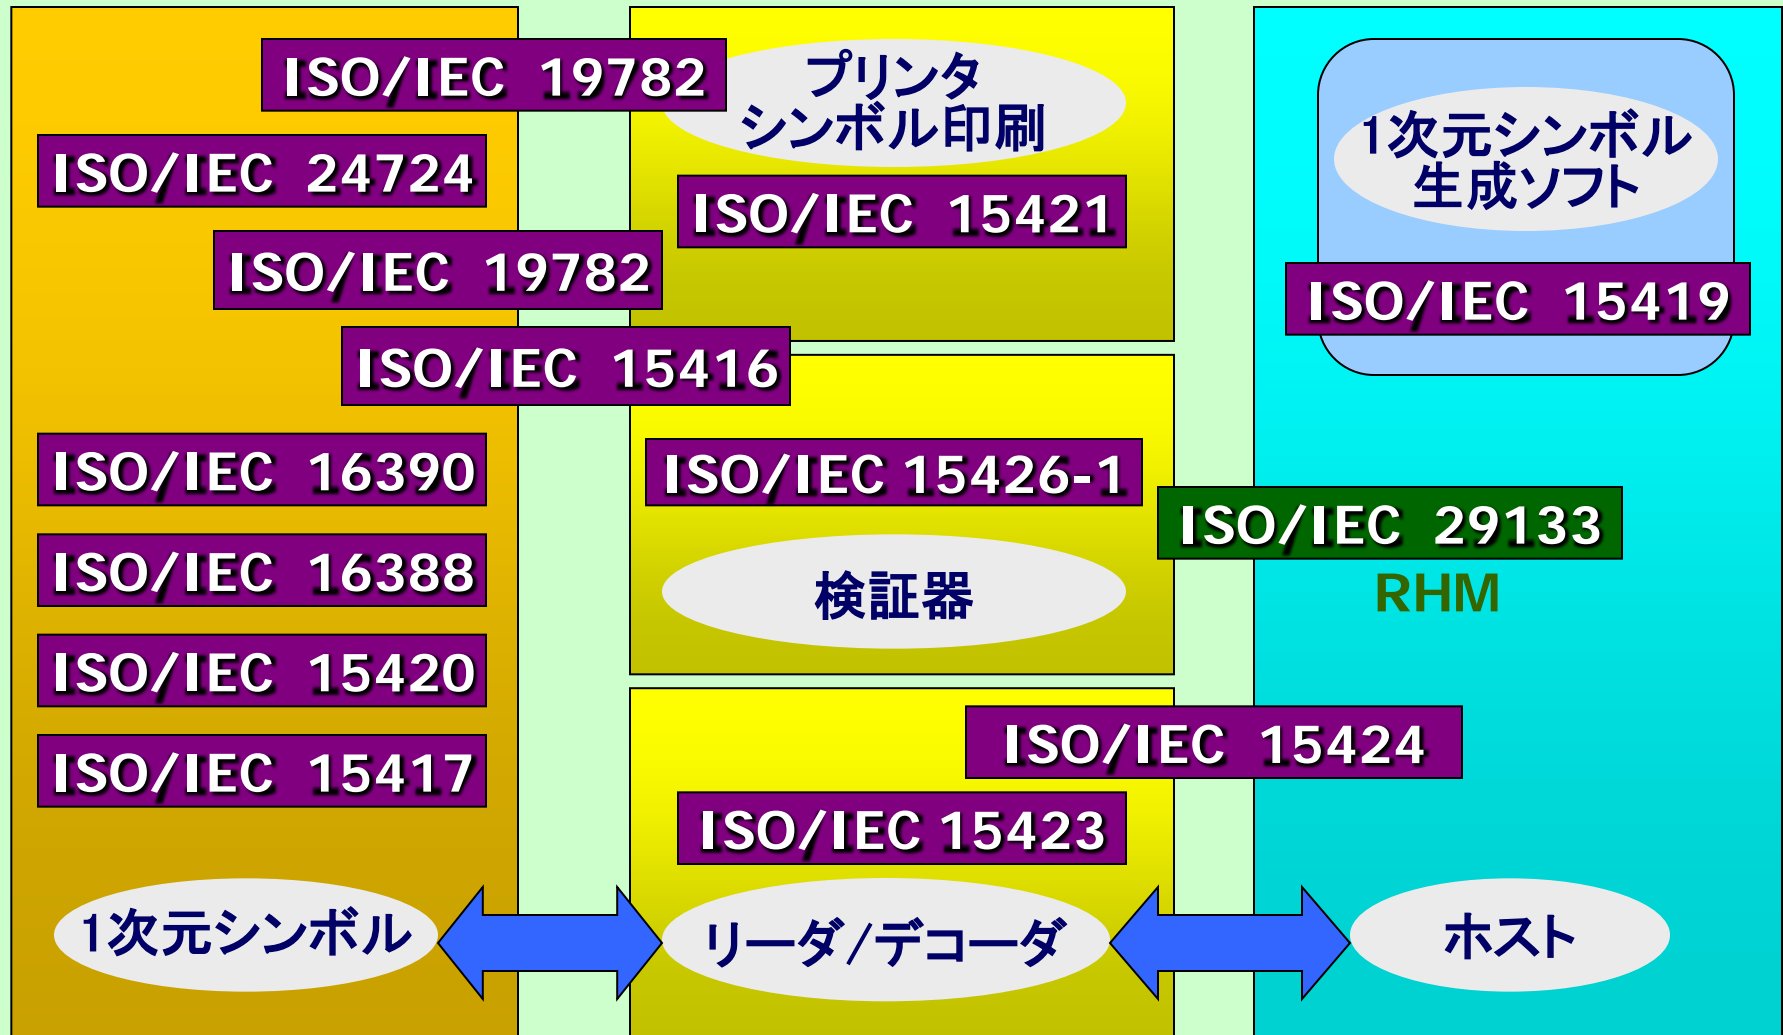 ISO/IEC 19782
ISO/IEC 24724
ISO/IEC 19782
ISO/IEC 15416
ISO/IEC 16390
ISO/IEC 16388
ISO/IEC 15420
ISO/IEC 15417
1次元シンボル
プリンタ
シンボル印刷
ISO/IEC 15421
ISO/IEC 15426-1
検証器
ISO/IEC 15424
ISO/IEC 15423
リーダ/デコーダ
1次元シンボル
生成ソフト
ISO/IEC 15419
ISO/IEC 29133
RHM
ホスト